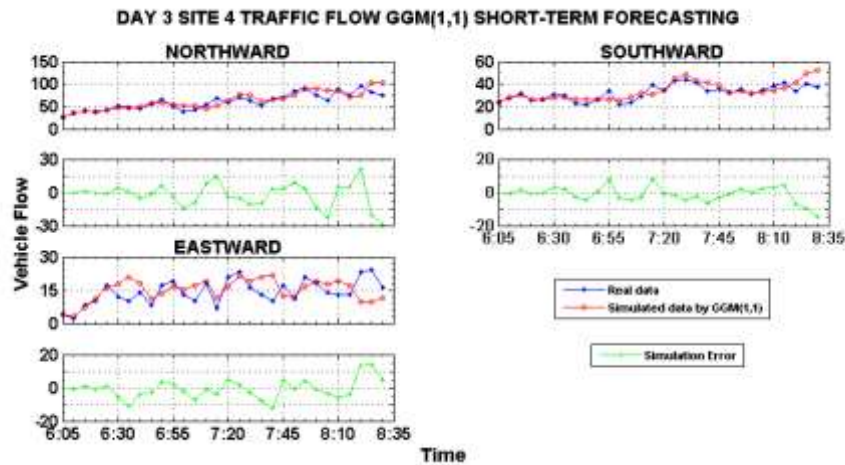 DAY 3 SITE 4 TRAFFIC FLOW GGM(1,1) SHORT-TERM FORECASTING
NORTHWARD
150
100
50
0
30
0
-30
EASTWARD
30
15
0
20
0
-20
6:05 6:30 6:55 7:20 7:45 8:10 8:35
SOUTHWARD
60
40
20
0
20
0
-20
6:05 6:30 6:55 7:20 7:45 8:10 8:35
Real data
Simulated data by GGM(1,1)
Simulation Error
Vehicle Flow
Time